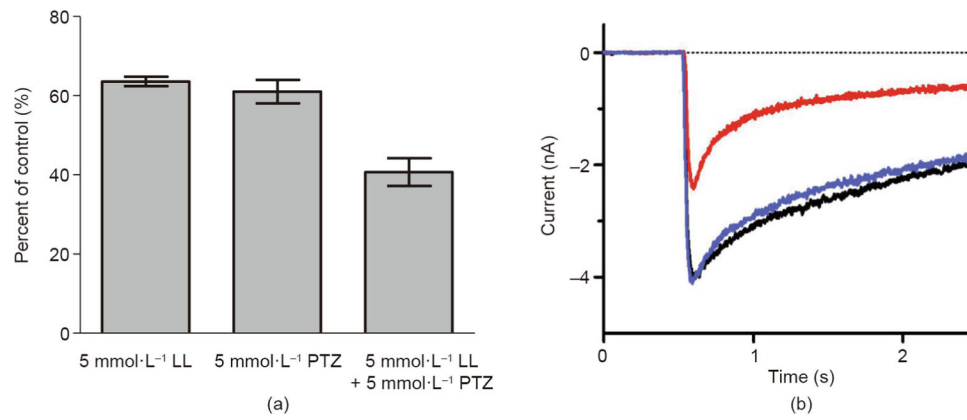 80
60
40
20
0
Percent of control (%)
5 mmol·L⁻¹ LL
5 mmol·L⁻¹ PTZ
5 mmol·L⁻¹ LL
+ 5 mmol·L⁻¹ PTZ
(a)
0
–2
–4
Current (nA)
0
1
2
Time (s)
(b)